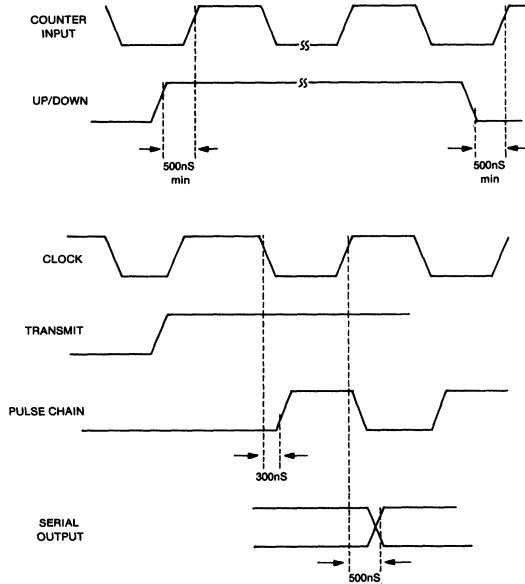 COUNTER
INPUT
UP/DOWN
500nS
min
500nS
min
CLOCK
TRANSMIT
PULSE CHAIN
300nS
SERIAL
OUTPUT
500nS